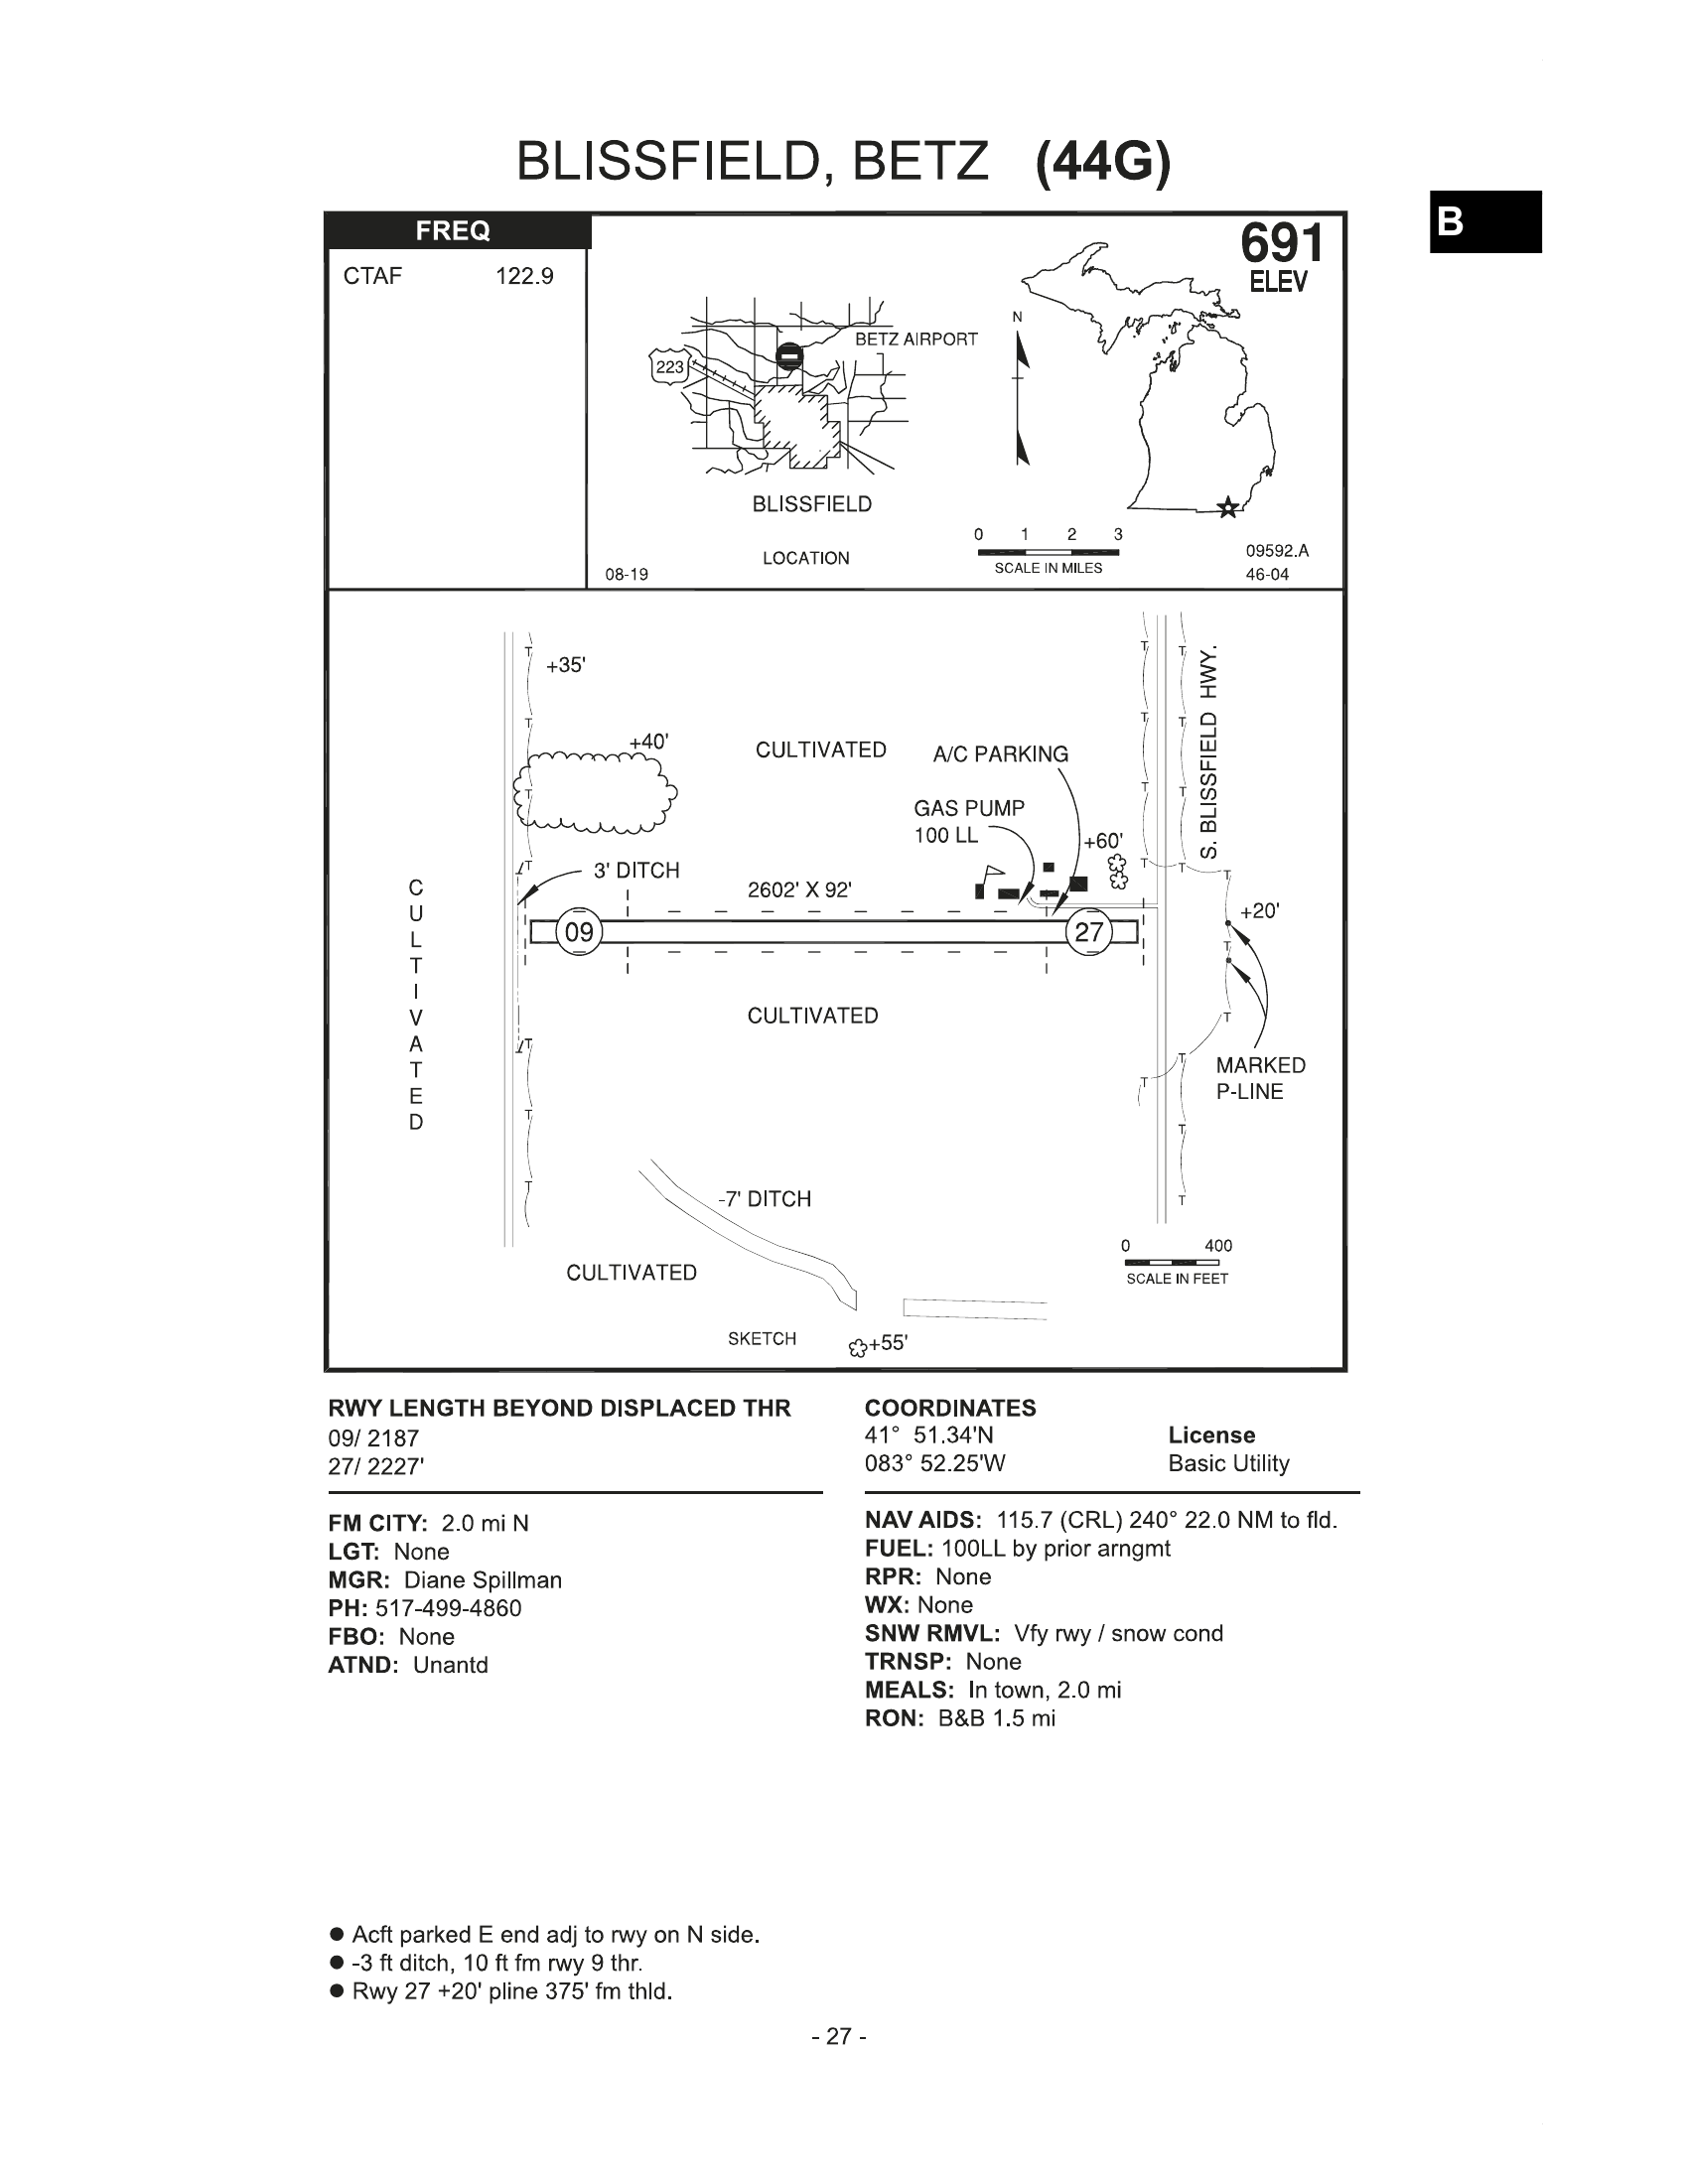 BLISSFIELD, BETZ (44G)
B
FREQ
CTAF 122.9
691
ELEV
N
BETZ AIRPORT
223
BLISSFIELD
LOCATION
08-19
0 1 2 3
SCALE IN MILES
09592.A
46-04
+35'
+40'
CULTIVATED
A/C PARKING
GAS PUMP
100 LL
+60'
S. BLISSFIELD HWY.
3' DITCH
2602' X 92'
CULTIVATED
09
27
+20'
CULTIVATED
MARKED
P-LINE
-7' DITCH
0 400
SCALE IN FEET
CULTIVATED
SKETCH
+55'
RWY LENGTH BEYOND DISPLACED THR
09/ 2187
27/ 2227'
COORDINATES
41° 51.34'N
083° 52.25'W
License
Basic Utility
FM CITY: 2.0 mi N
LGT: None
MGR: Diane Spillman
PH: 517-499-4860
FBO: None
ATND: Unantd
NAV AIDS: 115.7 (CRL) 240° 22.0 NM to fld.
FUEL: 100LL by prior arngmt
RPR: None
WX: None
SNW RMVL: Vfy rwy / snow cond
TRNSP: None
MEALS: In town, 2.0 mi
RON: B&B 1.5 mi
● Acft parked E end adj to rwy on N side.
● -3 ft ditch, 10 ft fm rwy 9 thr.
● Rwy 27 +20' pline 375' fm thld.
- 27 -